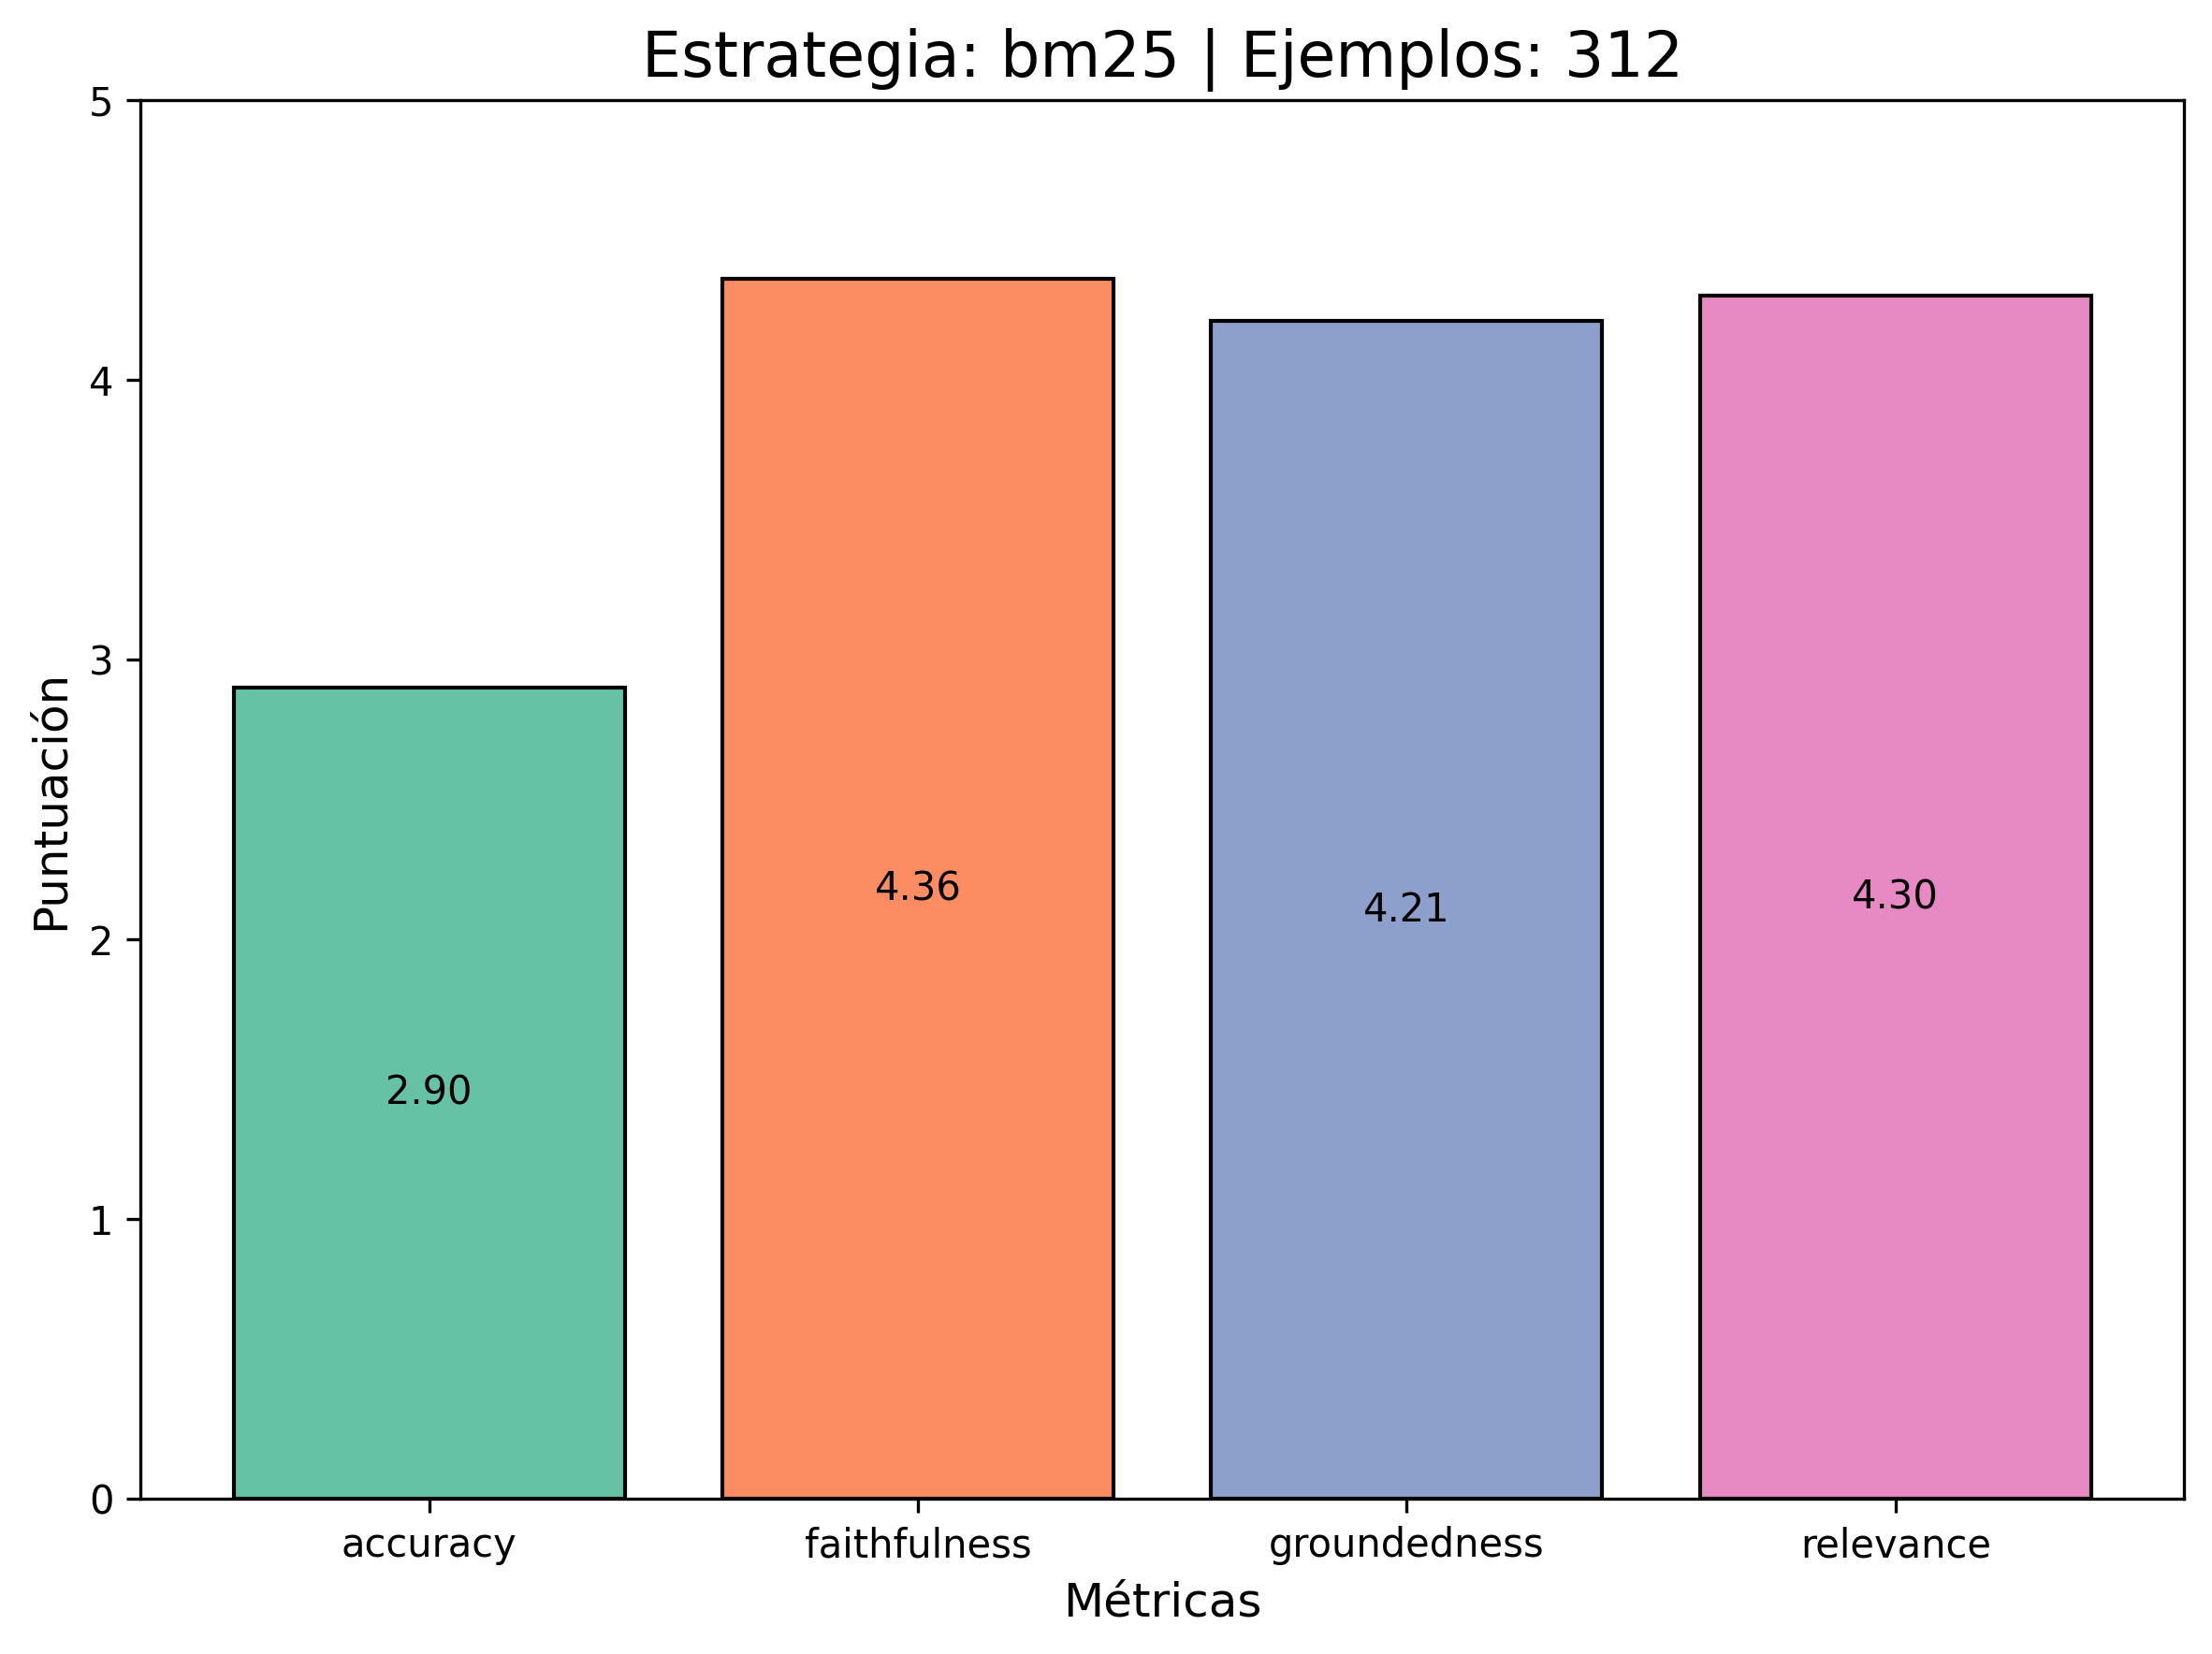 Estrategia: bm25 | Ejemplos: 312
5
4
3
2
1
0
Puntuación
2.90
4.36
4.21
4.30
accuracy
faithfulness
groundedness
relevance
Métricas